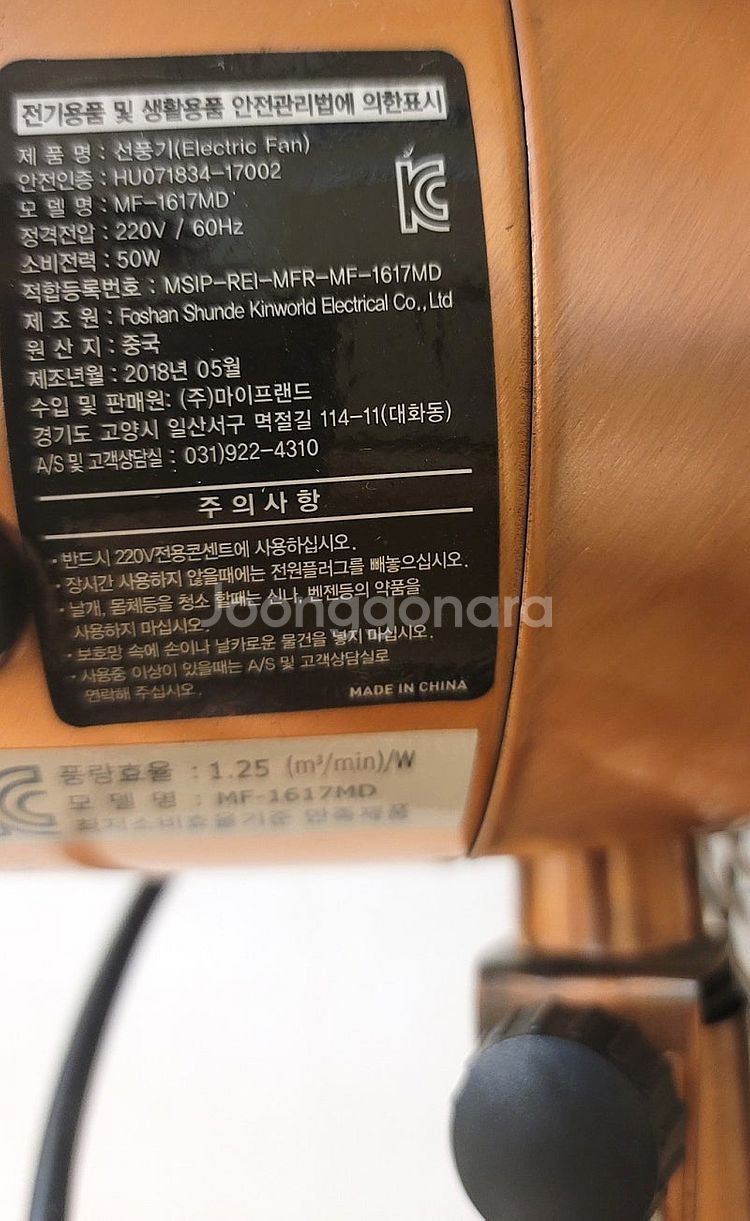 전기용품 및 생활용품 안전관리법에 의한표시
제 품 명 : 선풍기(Electric Fan)
안전인증 : HU071834-17002
모 델 명 : MF-1617MD
정격전압 : 220V / 60Hz
소비전력 : 50W
적합등록번호 : MSIP-REI-MFR-MF-1617MD
제 조 원 : Foshan Shunde Kinworld Electrical Co.,Ltd
원 산 지 : 중국
제조년월 : 2018년 05월
수입 및 판매원: (주)마이프랜드
경기도 고양시 일산서구 멱절길 114-11(대화동)
A/S 및 고객상담실 : 031)922-4310
주 의 사 항
· 반드시 220V전용콘센트에 사용하십시오.
· 장시간 사용하지 않을때에는 전원플러그를 빼놓으십시오.
· 날개, 몸체등을 청소 할때는 신나, 벤젠등의 약품을
사용하지 마십시오.
· 보호망 속에 손이나 날카로운 물건을 넣지 마십시오.
· 사용중 이상이 있을때는 A/S 및 고객상담실로
연락해 주십시오.
MADE IN CHINA
Joonggonara
풍량효율 : 1.25 (m³/min)/W
모 델 명 : MF-1617MD
최저소비효율기준 만족제품